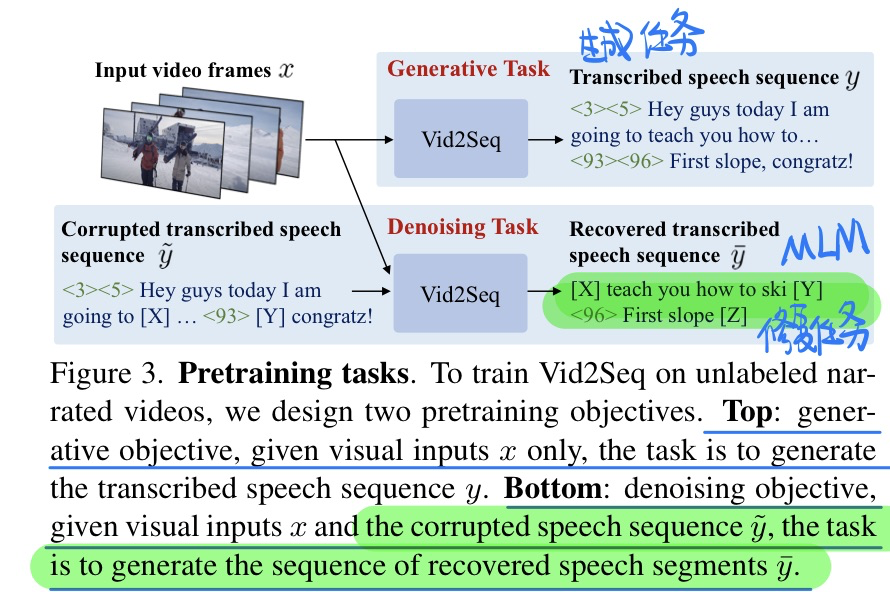 生成任务
Input video frames x
Generative Task
Transcribed speech sequence y
<3><5> Hey guys today I am
going to teach you how to…
<93><96> First slope, congratz!
Vid2Seq
Corrupted transcribed speech
sequence ỹ
<3><5> Hey guys today I am
going to [X] … <93> [Y] congratz!
Denoising Task
Vid2Seq
Recovered transcribed
speech sequence ȳ
MLM
[X] teach you how to ski [Y]
<96> First slope [Z]
修复任务
Figure 3. Pretraining tasks. To train Vid2Seq on unlabeled nar-
rated videos, we design two pretraining objectives. Top: gener-
ative objective, given visual inputs x only, the task is to generate
the transcribed speech sequence y. Bottom: denoising objective,
given visual inputs x and the corrupted speech sequence ỹ, the task
is to generate the sequence of recovered speech segments ȳ.